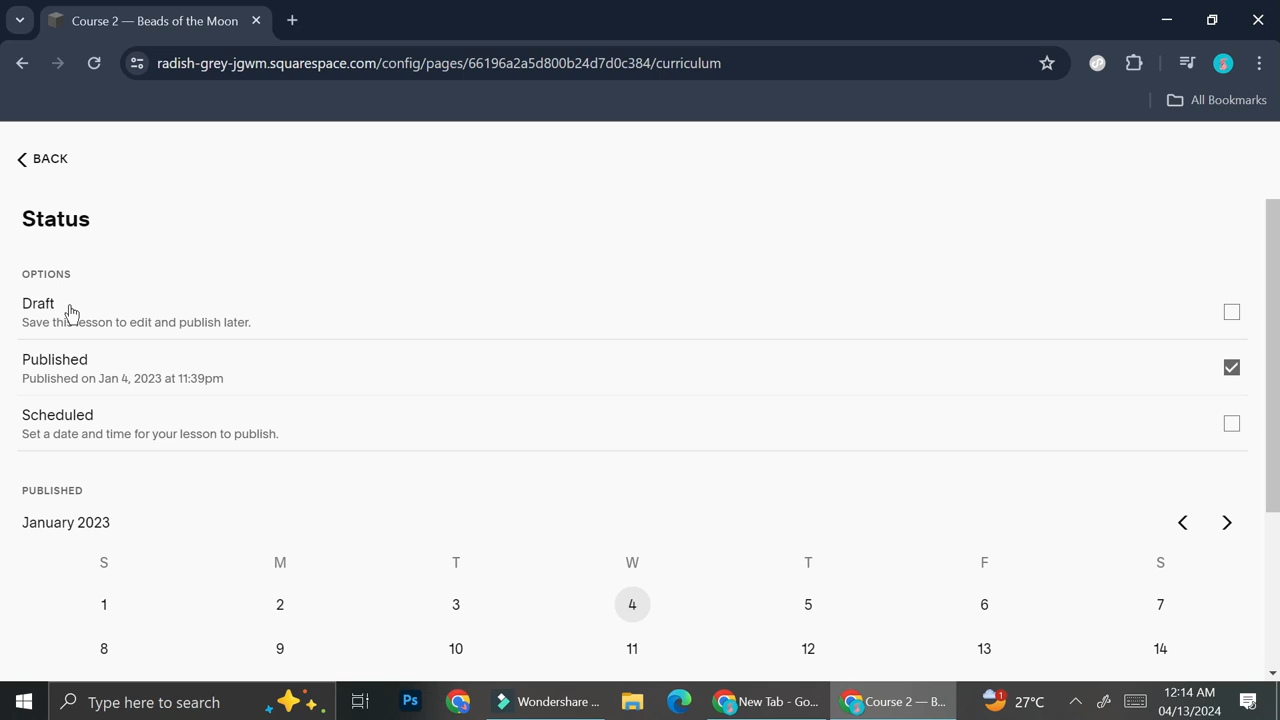 Course 2 — Beads of the Moon
radish-grey-jgwm.squarespace.com/config/pages/66196a2a5d800b24d7d0c384/curriculum
All Bookmarks
BACK
Status
OPTIONS
Draft
Save this lesson to edit and publish later.
Published
Published on Jan 4, 2023 at 11:39pm
Scheduled
Set a date and time for your lesson to publish.
PUBLISHED
January 2023
S M T W T F S
1 2 3 4 5 6 7
8 9 10 11 12 13 14
Type here to search
Ps
Wondershare ...
New Tab - Go...
Course 2 — B...
27°C
12:14 AM
04/13/2024